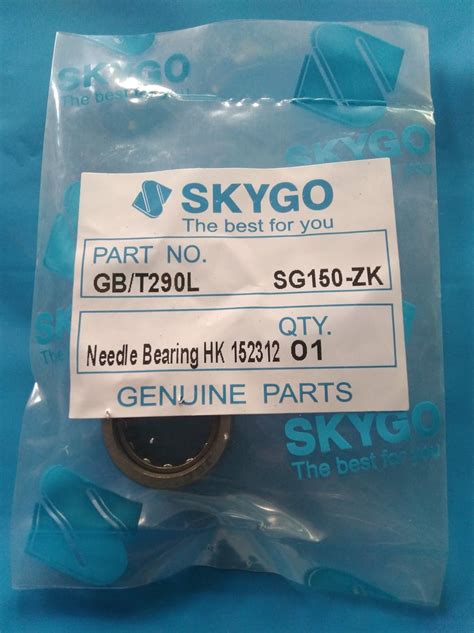 SKYGO
The best for you
SKYGO
The best for you
PART NO.
GB/T290L SG150-ZK
QTY.
Needle Bearing HK 152312 01
GENUINE PARTS
SKYGO
The best for you